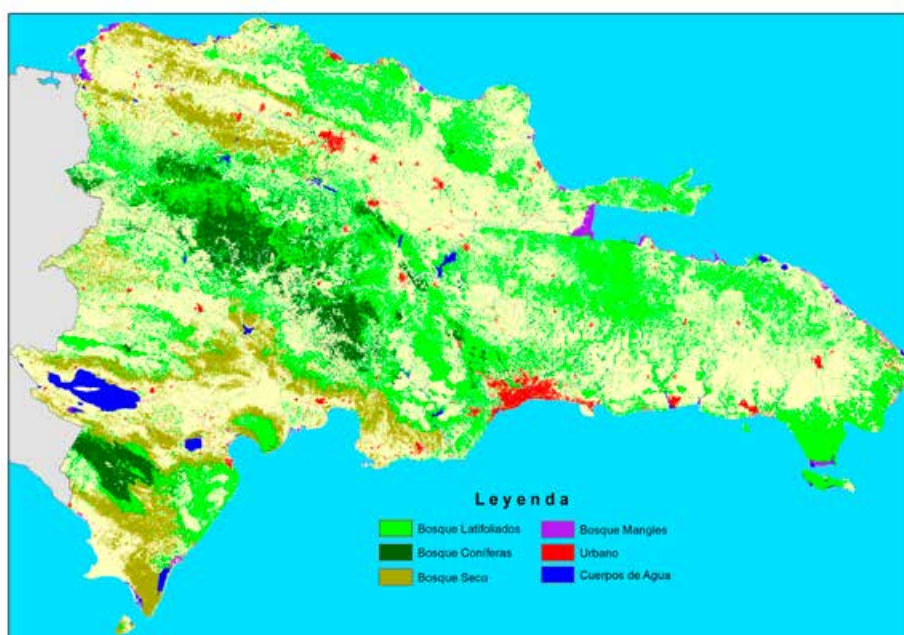 Leyenda
Bosque Latifoliados
Bosque Mangles
Bosque Coníferas
Urbano
Bosque Seco
Cuerpos de Agua